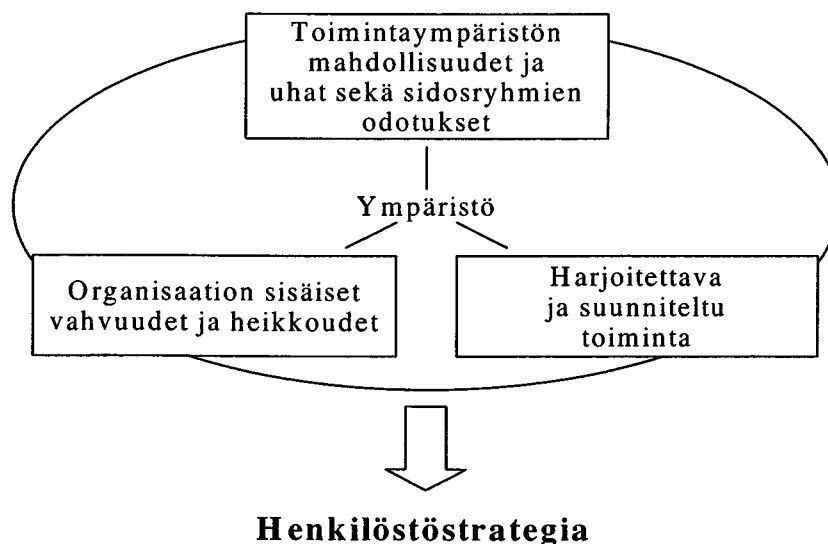 Toimintaympäristön
mahdollisuudet ja
uhat sekä sidosryhmien
odotukset
Ympäristö
Organisaation sisäiset
vahvuudet ja heikkoudet
Harjoitettava
ja suunniteltu
toiminta
Henkilöstöstrategia